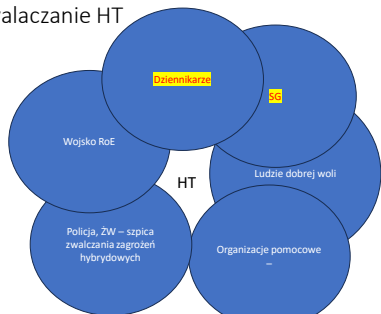 alaczanie HT
Dziennikarze
SG
Wojsko RoE
HT
Ludzie dobrej woli
Policja, ŻW – szpica
zwalczania zagrożeń
hybrydowych
Organizacje pomocowe
–